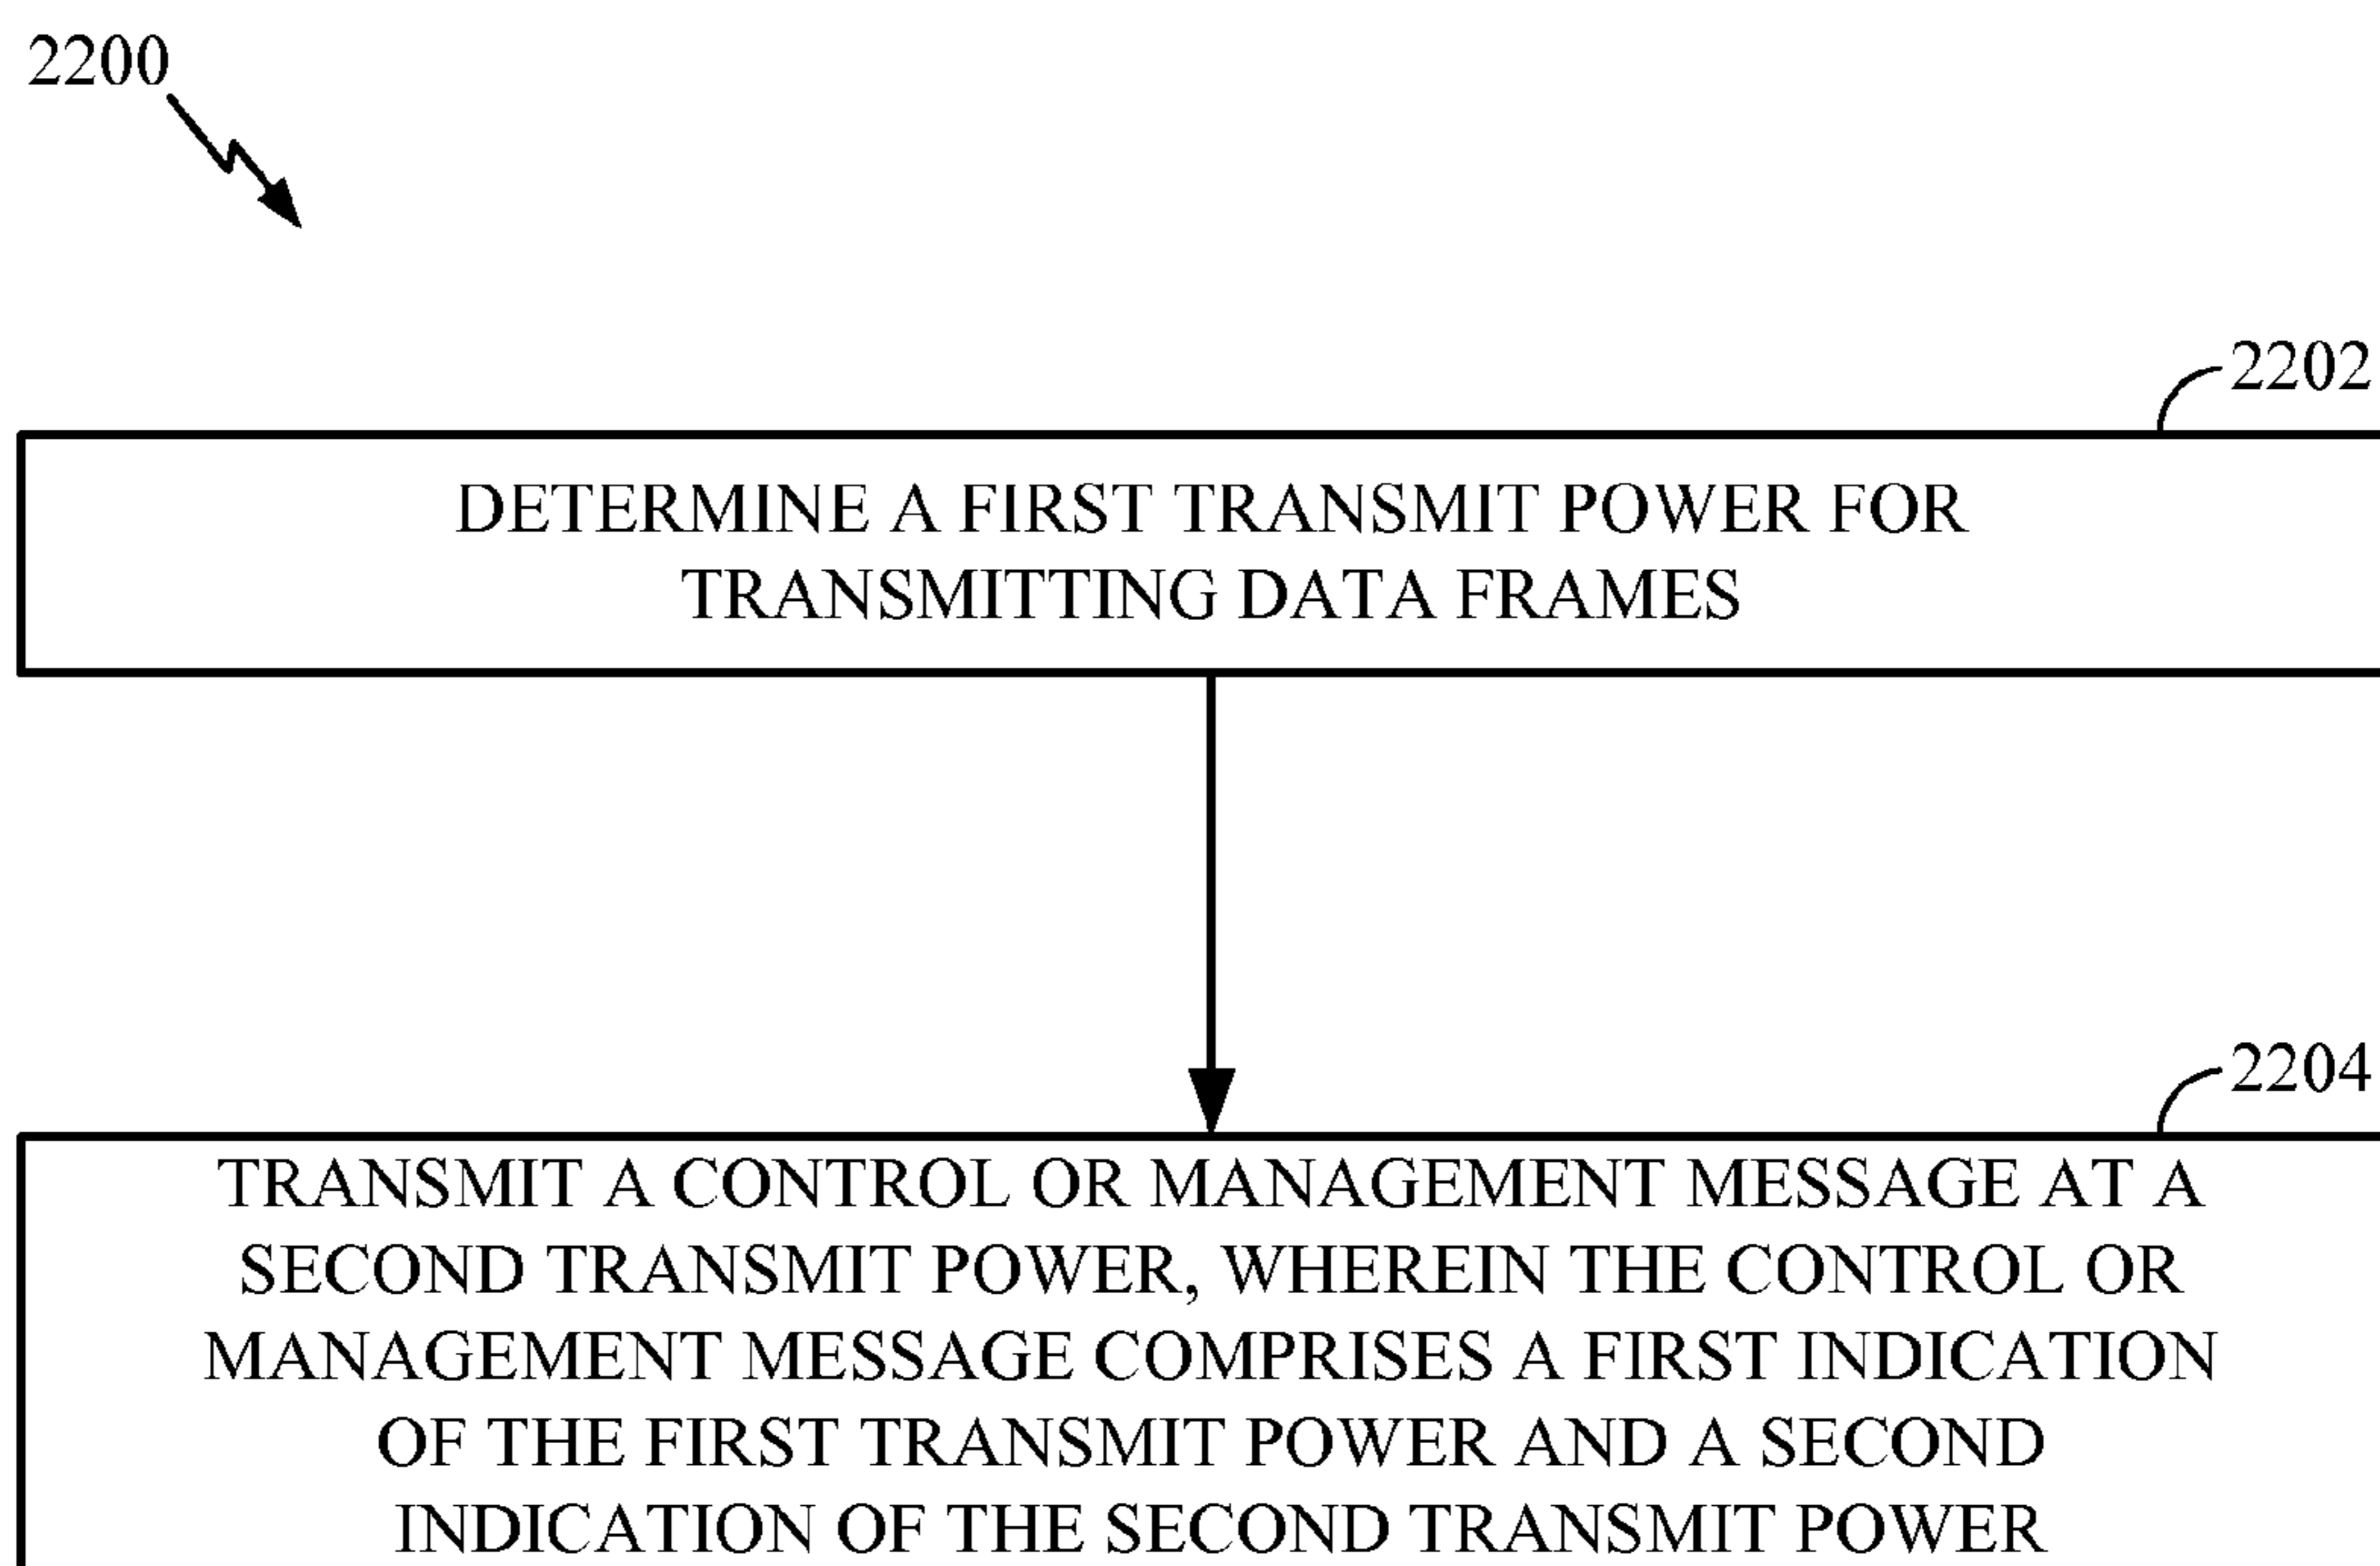 2200
2202
DETERMINE A FIRST TRANSMIT POWER FOR
TRANSMITTING DATA FRAMES
2204
TRANSMIT A CONTROL OR MANAGEMENT MESSAGE AT A
SECOND TRANSMIT POWER, WHEREIN THE CONTROL OR
MANAGEMENT MESSAGE COMPRISES A FIRST INDICATION
OF THE FIRST TRANSMIT POWER AND A SECOND
INDICATION OF THE SECOND TRANSMIT POWER